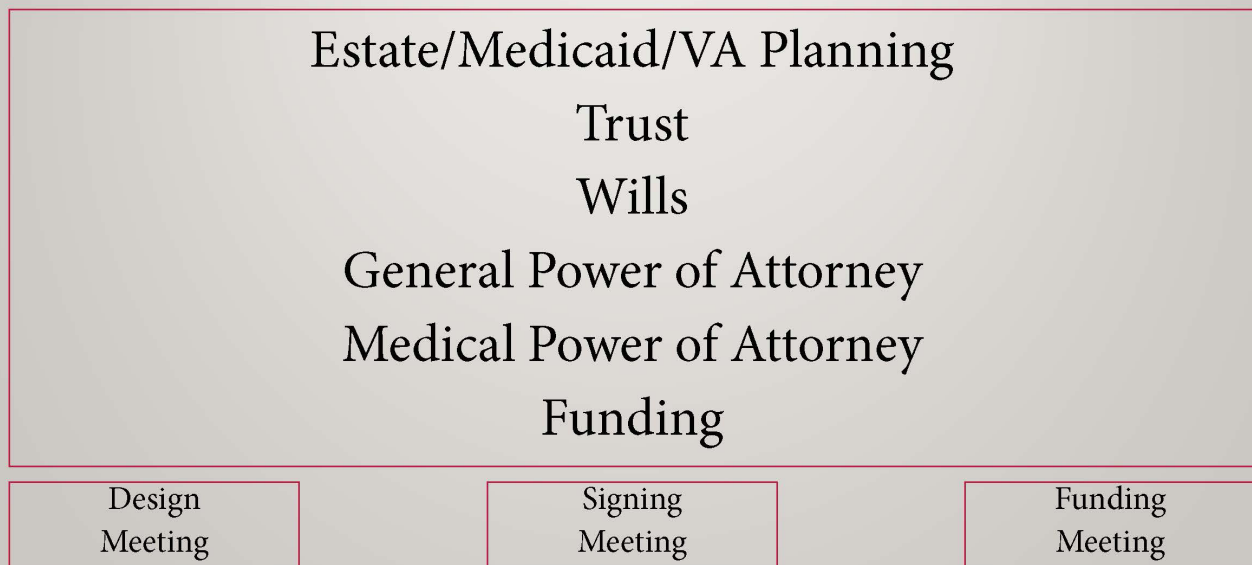 Estate/Medicaid/VA Planning
Trust
Wills
General Power of Attorney
Medical Power of Attorney
Funding
Design
Meeting
Signing
Meeting
Funding
Meeting